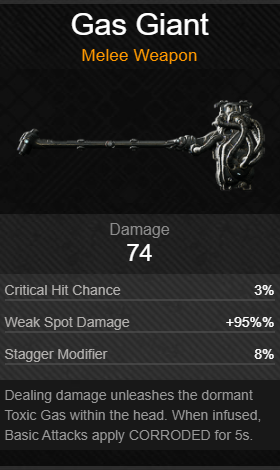 Gas Giant
Melee Weapon
Damage
74
Critical Hit Chance 3%
Weak Spot Damage +95%%
Stagger Modifier 8%
Dealing damage unleashes the dormant
Toxic Gas within the head. When infused,
Basic Attacks apply CORRODED for 5s.